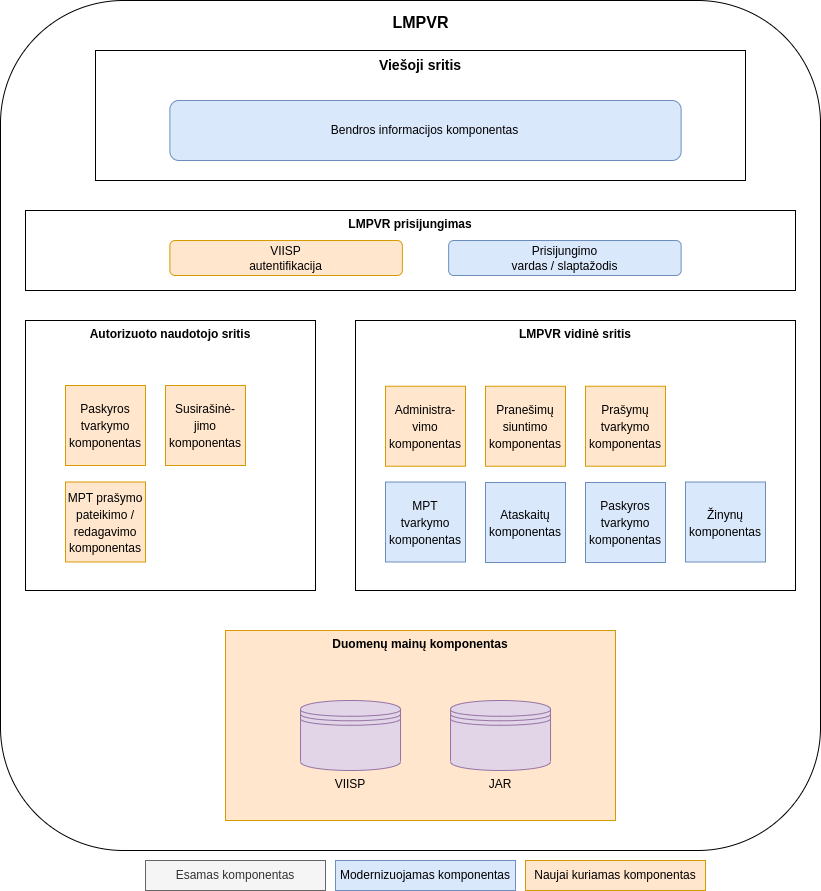 LMPVR
Viešoji sritis
Bendros informacijos komponentas
LMPVR prisijungimas
VIISP
autentifikacija
Prisijungimo
vardas / slaptažodis
Autorizuoto naudotojo sritis
Paskyros
tvarkymo
komponentas
Susirašinė-
jimo
komponentas
MPT prašymo
pateikimo /
redagavimo
komponentas
LMPVR vidinė sritis
Administra-
vimo
komponentas
Pranešimų
siuntimo
komponentas
Prašymų
tvarkymo
komponentas
MPT
tvarkymo
komponentas
Ataskaitų
komponentas
Paskyros
tvarkymo
komponentas
Žinynų
komponentas
Duomenų mainų komponentas
VIISP
JAR
Esamas komponentas
Modernizuojamas komponentas
Naujai kuriamas komponentas